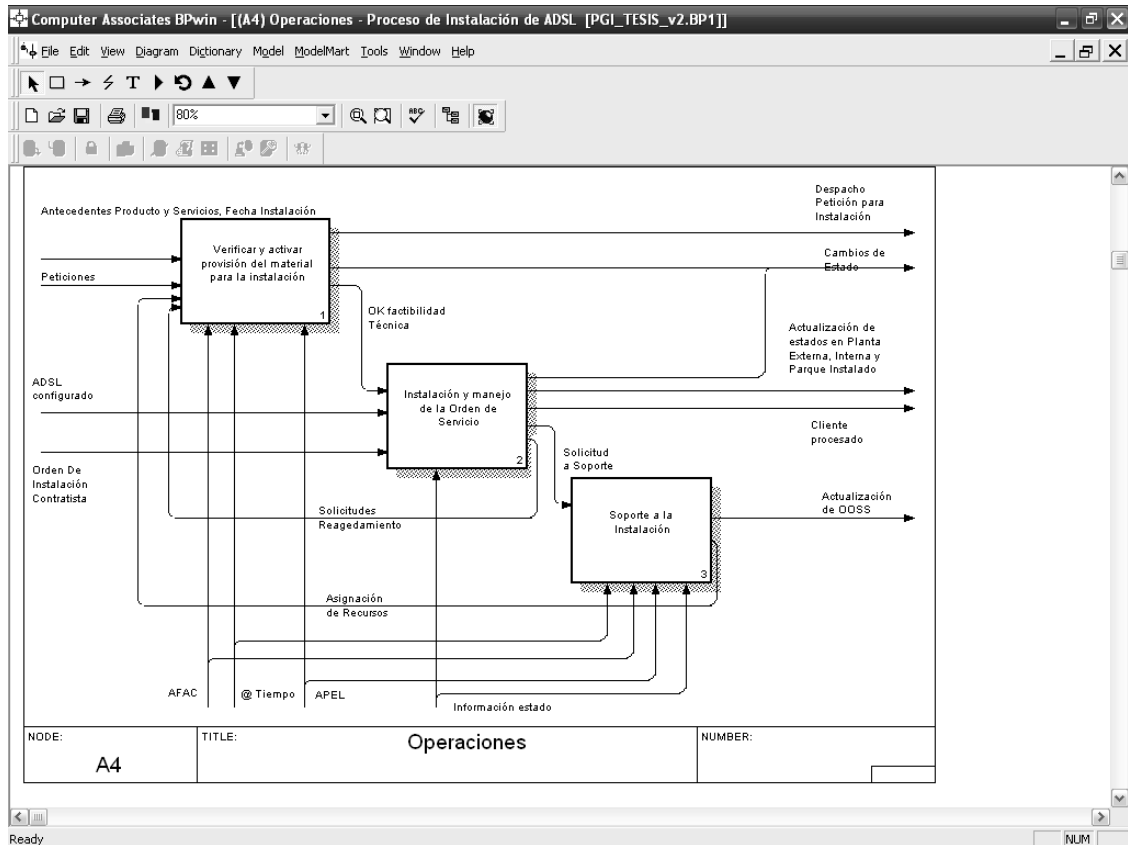 Computer Associates BPwin - [(A4) Operaciones - Proceso de Instalación de ADSL [PGI_TESIS_v2.BP1]]
File Edit View Diagram Dictionary Model ModelMart Tools Window Help
80%
Antecedentes Producto y Servicios, Fecha Instalación
Peticiones
Verificar y activar
provisión del material
para la instalación
1
Despacho
Petición para
Instalación
Cambios de
Estado
OK factibilidad
Técnica
Actualización de
estados en Planta
Externa, Interna y
Parque Instalado
ADSL
configurado
Instalación y manejo
de la Orden de
Servicio
2
Cliente
procesado
Orden De
Instalación
Contratista
Solicitud
a Soporte
Solicitudes
Reagedamiento
Soporte a la
Instalación
3
Actualización
de OOSS
Asignación
de Recursos
AFAC
@ Tiempo
APEL
Información estado
NODE:
A4
TITLE:
Operaciones
NUMBER:
Ready
NUM